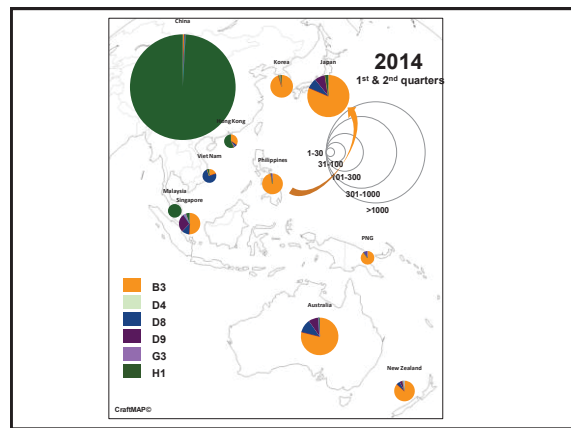 China
2014
1st & 2nd quarters
Korea
Japan
Hong Kong
Viet Nam
Philippines
1-30
31-100
101-300
301-1000
>1000
Malaysia
Singapore
PNG
B3
D4
D8
D9
G3
H1
Australia
New Zealand
CraftMAP©